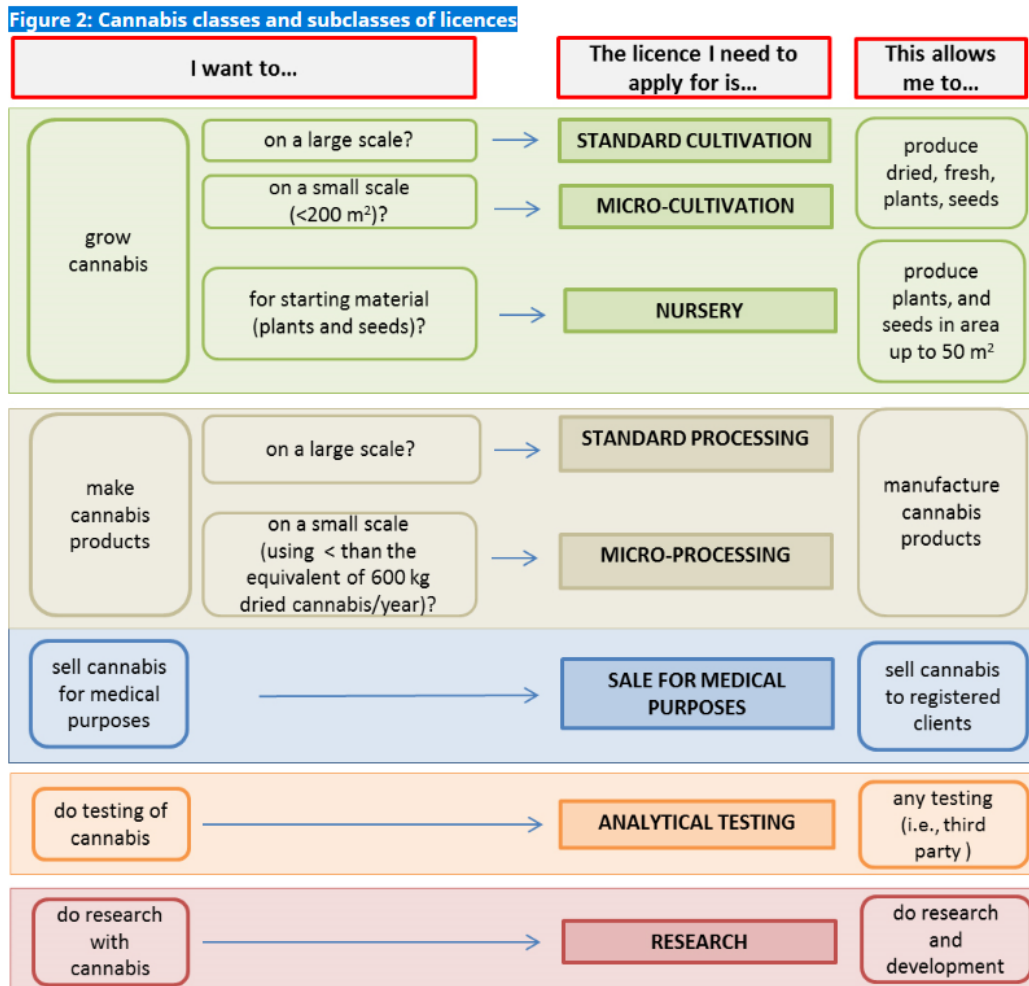 Figure 2: Cannabis classes and subclasses of licences
I want to...
The licence I need to
apply for is...
This allows
me to...
grow
cannabis
on a large scale?
STANDARD CULTIVATION
on a small scale
(<200 m²)?
MICRO-CULTIVATION
produce
dried, fresh,
plants, seeds
for starting material
(plants and seeds)?
NURSERY
produce
plants, and
seeds in area
up to 50 m²
make
cannabis
products
on a large scale?
STANDARD PROCESSING
on a small scale
(using < than the
equivalent of 600 kg
dried cannabis/year)?
MICRO-PROCESSING
manufacture
cannabis
products
sell cannabis
for medical
purposes
SALE FOR MEDICAL
PURPOSES
sell cannabis
to registered
clients
do testing of
cannabis
ANALYTICAL TESTING
any testing
(i.e., third
party )
do research
with
cannabis
RESEARCH
do research
and
development